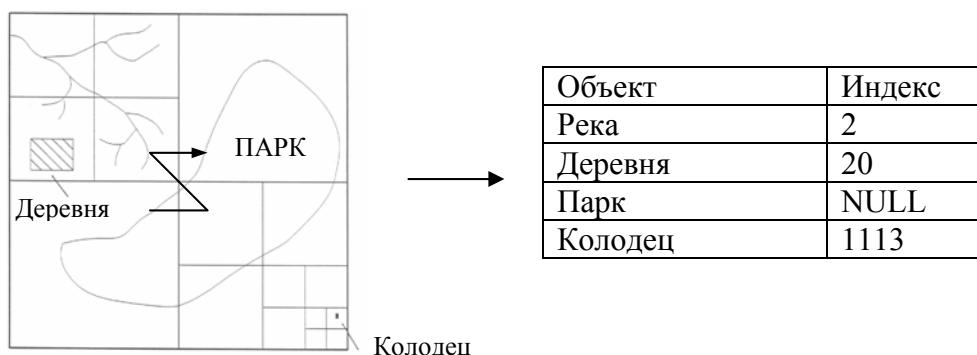 ПАРК
Деревня
Колодец
Объект Индекс
Река 2
Деревня 20
Парк NULL
Колодец 1113